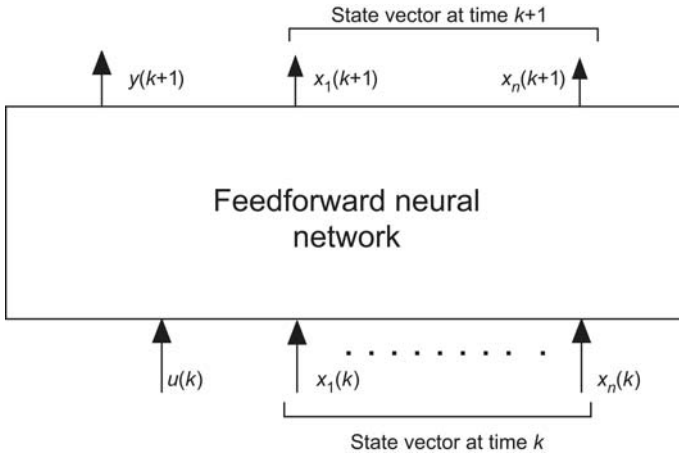 State vector at time k+1
y(k+1) x₁(k+1) xₙ(k+1)
Feedforward neural
network
u(k) x₁(k) xₙ(k)
State vector at time k